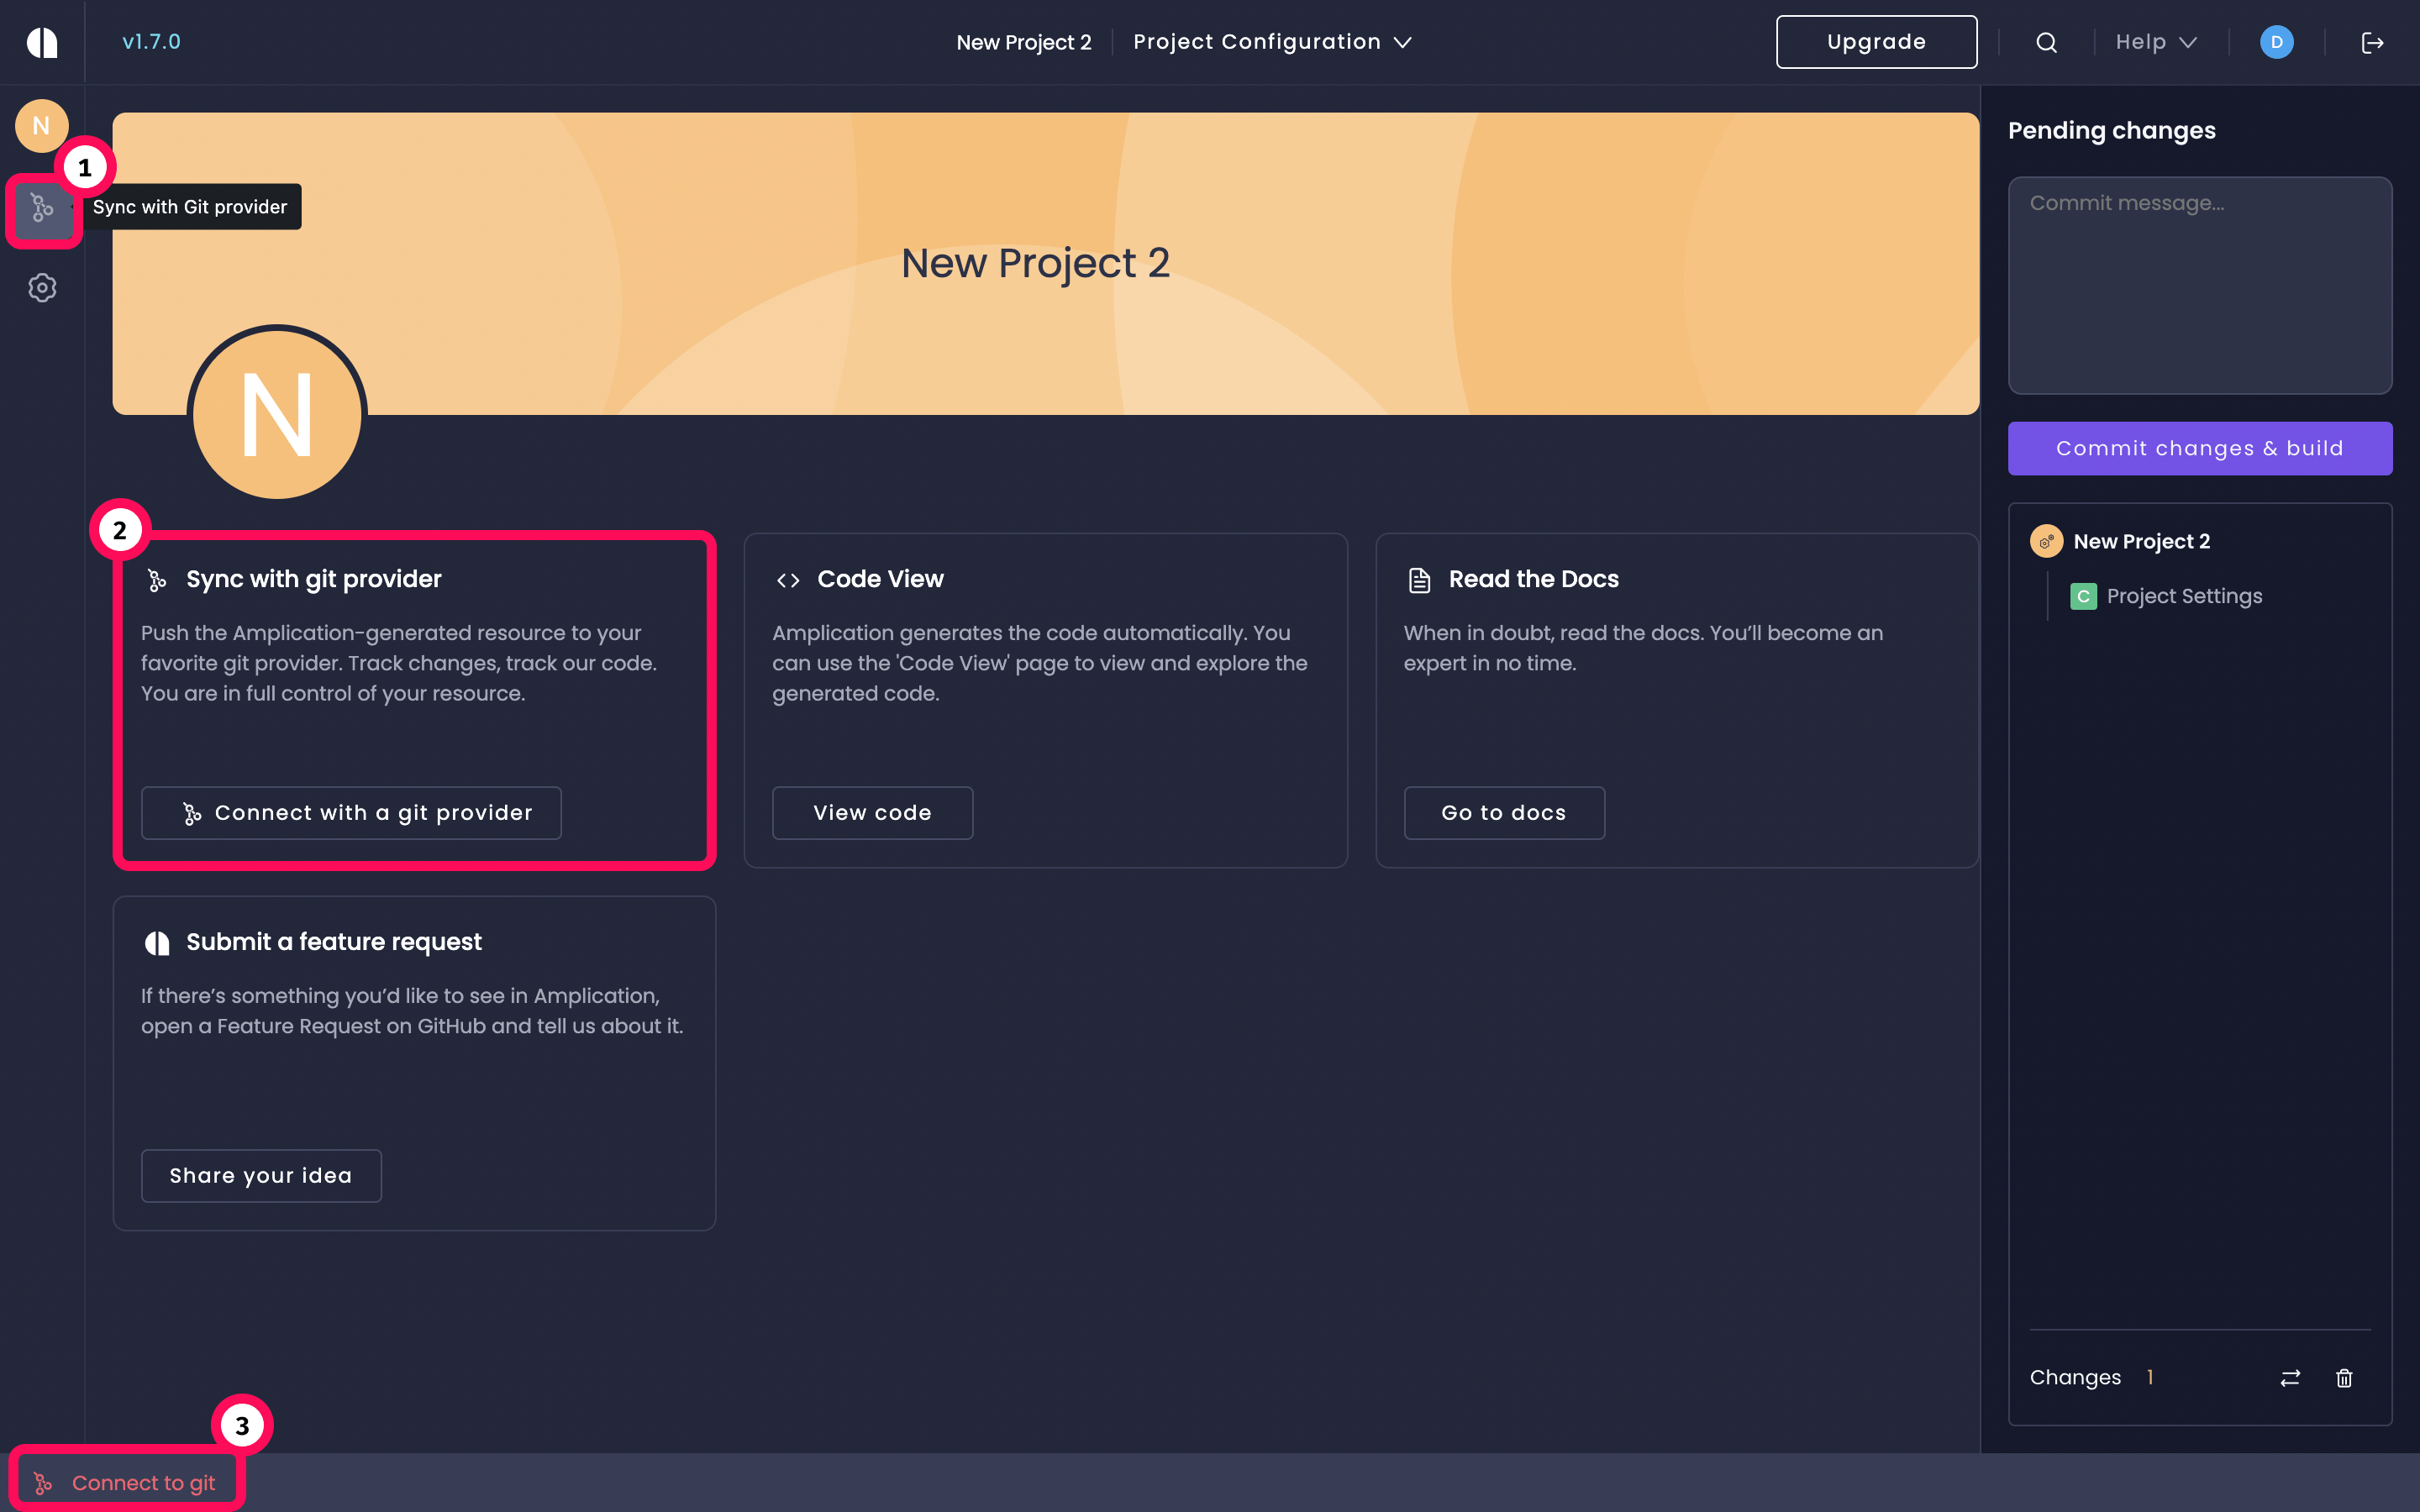 v1.7.0
New Project 2
Project Configuration
Upgrade
Help
D
N
1
Sync with Git provider
New Project 2
N
Pending changes
Commit message...
Commit changes & build
New Project 2
C Project Settings
2
Sync with git provider
Push the Amplication-generated resource to your
favorite git provider. Track changes, track our code.
You are in full control of your resource.
Connect with a git provider
Code View
Amplication generates the code automatically. You
can use the 'Code View' page to view and explore the
generated code.
View code
Read the Docs
When in doubt, read the docs. You’ll become an
expert in no time.
Go to docs
Submit a feature request
If there’s something you’d like to see in Amplication,
open a Feature Request on GitHub and tell us about it.
Share your idea
Changes 1
3
Connect to git